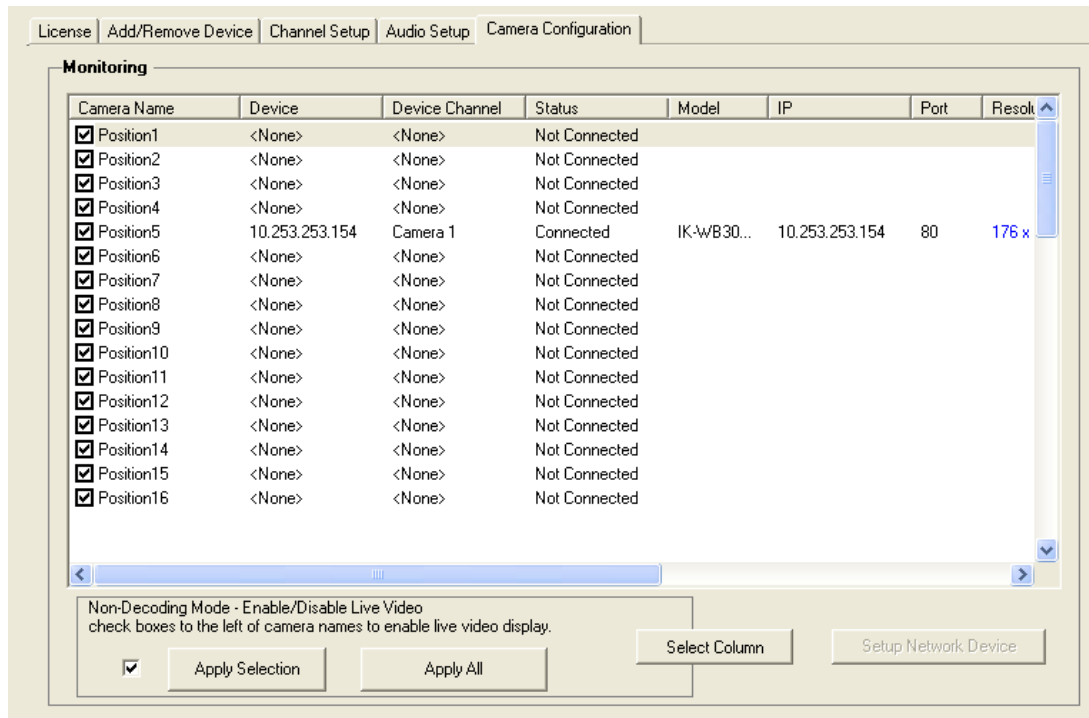 License Add/Remove Device Channel Setup Audio Setup Camera Configuration
Monitoring
Camera Name Device Device Channel Status Model IP Port Resolu
Position1 <None> <None> Not Connected
Position2 <None> <None> Not Connected
Position3 <None> <None> Not Connected
Position4 <None> <None> Not Connected
Position5 10.253.253.154 Camera 1 Connected IK-WB30... 10.253.253.154 80 176 x
Position6 <None> <None> Not Connected
Position7 <None> <None> Not Connected
Position8 <None> <None> Not Connected
Position9 <None> <None> Not Connected
Position10 <None> <None> Not Connected
Position11 <None> <None> Not Connected
Position12 <None> <None> Not Connected
Position13 <None> <None> Not Connected
Position14 <None> <None> Not Connected
Position15 <None> <None> Not Connected
Position16 <None> <None> Not Connected
Non-Decoding Mode - Enable/Disable Live Video
check boxes to the left of camera names to enable live video display.
Apply Selection Apply All Select Column Setup Network Device